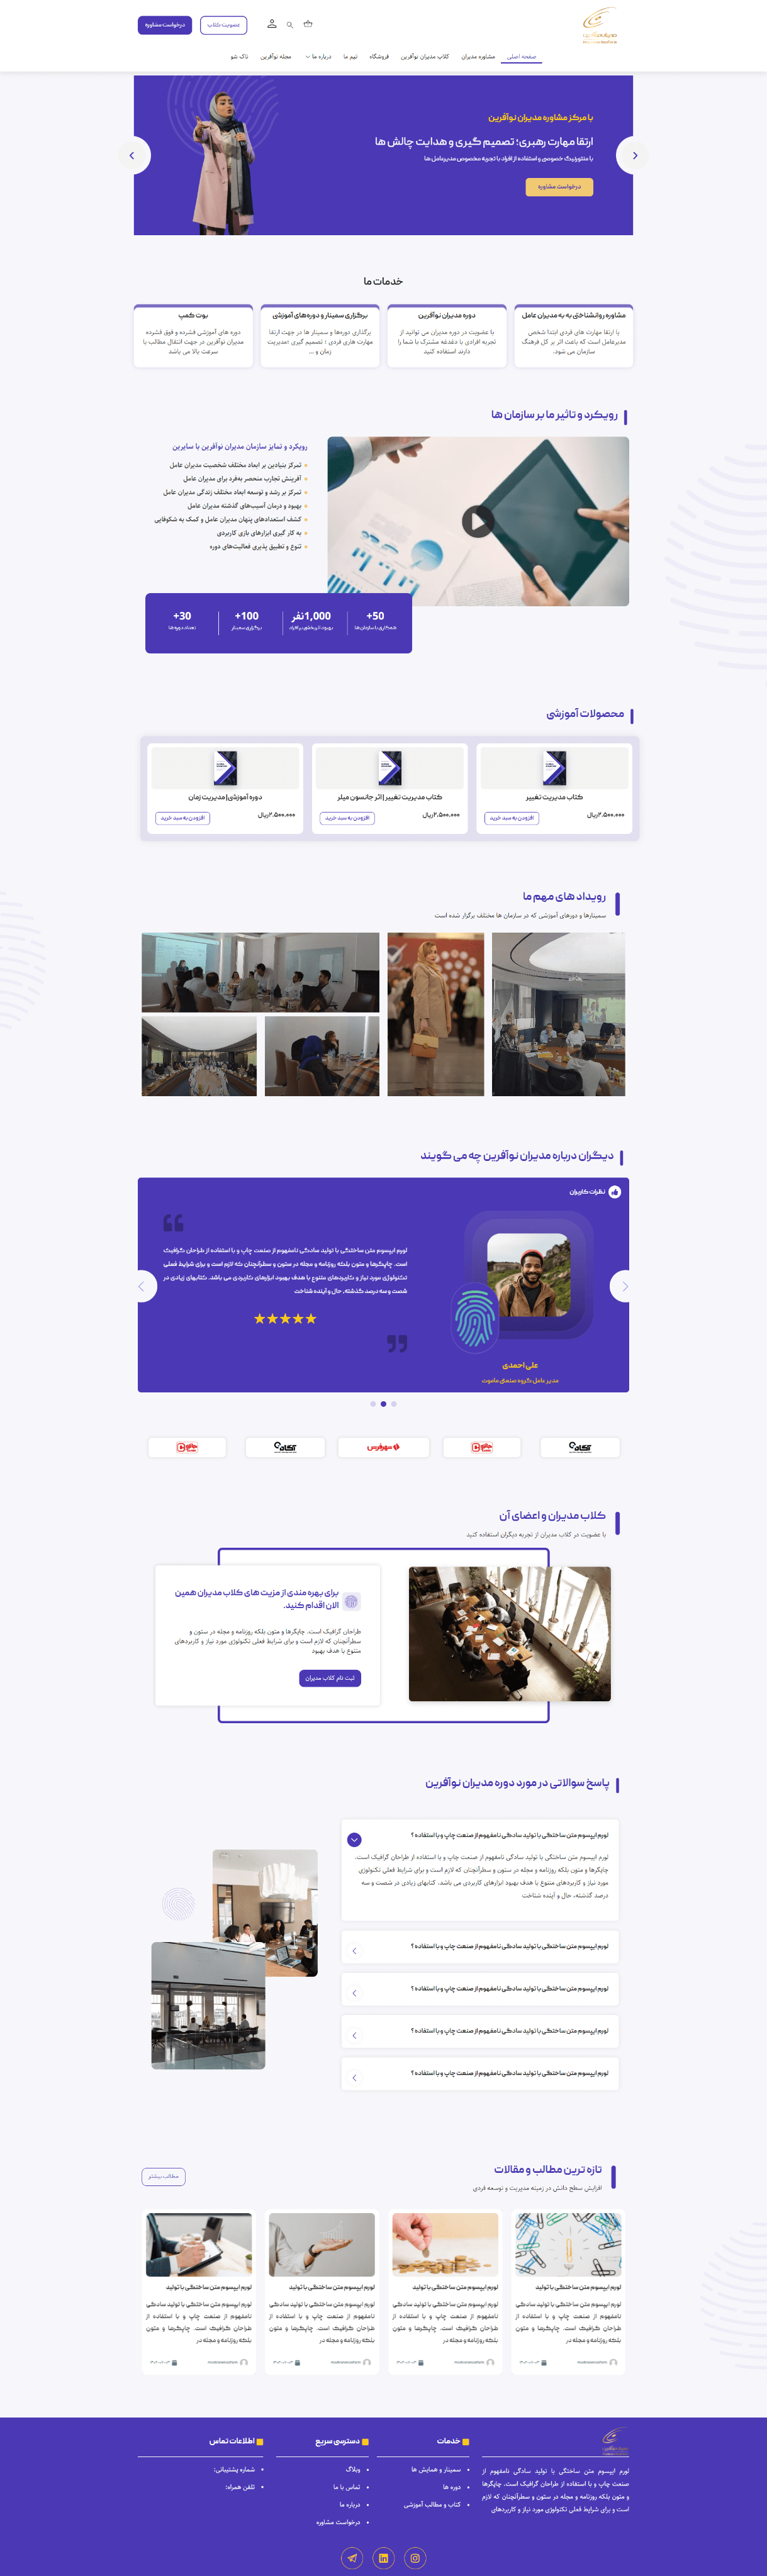 درخواست مشاوره
عضویت کلاب
صفحه اصلی
مشاوره مدیران
کلاب مدیران نوآفرین
فروشگاه
تیم ما
درباره ما
مجله نوآفرین
تاک شو
با مرکز مشاوره مدیران نوآفرین
ارتقا مهارت رهبری؛ تصمیم گیری و هدایت چالش ها
با منتورینگ خصوصی و استفاده از افراد با تجربه مخصوص مدیرعامل ها
درخواست مشاوره
خدمات ما
مشاوره روانشناختی به به مدیران عامل
با ارتقا مهارت های فردی ابتدا شخص
مدیرعامل است که باعث اثر بر کل فرهنگ
سازمان می شود.
دوره مدیران نوآفرین
با عضویت در دوره مدیران می توانید از
تجربه افرادی با دغدغه مشترک با شما را
دارند استفاده کنید
برگزاری سمینار و دوره‌های آموزشی
برگذاری دوره‌ها و سمینار ها در جهت ارتقا
مهارت هاری فردی ؛ تصمیم گیری ؛مدیریت
زمان و ...
بوت کمپ
دوره های آموزشی فشرده و فوق فشرده
مدیران نوآفرین در جهت انتقال مطالب با
سرعت بالا می باشد
رویکرد و تاثیر ما بر سازمان ها
رویکرد و تمایز سازمان مدیران نوآفرین با سایرین
تمرکز بنیادین بر ابعاد مختلف شخصیت مدیران عامل
آفرینش تجارب منحصر به‌فرد برای مدیران عامل
تمرکز بر رشد و توسعه ابعاد مختلف زندگی مدیران عامل
بهبود و درمان آسیب‌های گذشته مدیران عامل
کشف استعدادهای پنهان مدیران عامل و کمک به شکوفایی
به کار گیری ابزارهای بازی کاربردی
تنوع و تطبیق پذیری فعالیت‌های دوره
+50
همکاری با سازمان‌ها
1,000نفر
+100
برگزاری سمینار
+30
تعداد دوره ها
محصولات آموزشی
کتاب مدیریت تغییر
۲.۵۰۰.۰۰۰ریال
افزودن به سبد خرید
کتاب مدیریت تغییر | اثر جانسون میلر
۲،۵۰۰،۰۰۰ریال
افزودن به سبد خرید
دوره آموزشی| مدیریت زمان
۲.۵۰۰.۰۰۰ریال
افزودن به سبد خرید
رویداد های مهم ما
سمینارها و دورهای آموزشی که در سازمان ها مختلف برگزار شده است
دیگران درباره مدیران نوآفرین چه می گویند
نظرات کاربران
لورم ایپسوم متن ساختگی با تولید سادگی نامفهوم از صنعت چاپ و با استفاده از طراحان گرافیک
است. چاپگرها و متون بلکه روزنامه و مجله در ستون و سطرآنچنان که لازم است و برای شرایط فعلی
تکنولوژی مورد نیاز و کاربردهای متنوع با هدف بهبود ابزارهای کاربردی می باشد. کتابهای زیادی در
شصت و سه درصد گذشته، حال و آینده شناخت
علی احمدی
مدیر عامل گروه صنعتی ماموت
آگاه
مهرفرس
آگاه
کلاب مدیران و اعضای آن
با عضویت در کلاب مدیران از تجربه دیگران استفاده کنید
برای بهره مندی از مزیت های کلاب مدیران همین
الان اقدام کنید.
طراحان گرافیک است. چاپگرها و متون بلکه روزنامه و مجله در ستون و
سطرآنچنان که لازم است و برای شرایط فعلی تکنولوژی مورد نیاز و کاربردهای
متنوع با هدف بهبود
ثبت نام کلاب مدیران
پاسخ سوالاتی در مورد دوره مدیران نوآفرین
لورم ایپسوم متن ساختگی با تولید سادگی نامفهوم از صنعت چاپ و با استفاده ؟
لورم ایپسوم متن ساختگی با تولید سادگی نامفهوم از صنعت چاپ و با استفاده از طراحان گرافیک است.
چاپگرها و متون بلکه روزنامه و مجله در ستون و سطرآنچنان که لازم است و برای شرایط فعلی تکنولوژی
مورد نیاز و کاربردهای متنوع با هدف بهبود ابزارهای کاربردی می باشد. کتابهای زیادی در شصت و سه
درصد گذشته، حال و آینده شناخت
لورم ایپسوم متن ساختگی با تولید سادگی نامفهوم از صنعت چاپ و با استفاده ؟
لورم ایپسوم متن ساختگی با تولید سادگی نامفهوم از صنعت چاپ و با استفاده ؟
لورم ایپسوم متن ساختگی با تولید سادگی نامفهوم از صنعت چاپ و با استفاده ؟
لورم ایپسوم متن ساختگی با تولید سادگی نامفهوم از صنعت چاپ و با استفاده ؟
تازه ترین مطالب و مقالات
افزایش سطح دانش در زمینه مدیریت و توسعه فردی
مطالب بیشتر
لورم ایپسوم متن ساختگی با تولید
لورم ایپسوم متن ساختگی با تولید سادگی
نامفهوم از صنعت چاپ و با استفاده از
طراحان گرافیک است. چاپگرها و متون
بلکه روزنامه و مجله در
لورم ایپسوم متن ساختگی با تولید
لورم ایپسوم متن ساختگی با تولید سادگی
نامفهوم از صنعت چاپ و با استفاده از
طراحان گرافیک است. چاپگرها و متون
بلکه روزنامه و مجله در
لورم ایپسوم متن ساختگی با تولید
لورم ایپسوم متن ساختگی با تولید سادگی
نامفهوم از صنعت چاپ و با استفاده از
طراحان گرافیک است. چاپگرها و متون
بلکه روزنامه و مجله در
لورم ایپسوم متن ساختگی با تولید
لورم ایپسوم متن ساختگی با تولید سادگی
نامفهوم از صنعت چاپ و با استفاده از
طراحان گرافیک است. چاپگرها و متون
بلکه روزنامه و مجله در
لورم ایپسوم متن ساختگی با تولید سادگی نامفهوم از
صنعت چاپ و با استفاده از طراحان گرافیک است. چاپگرها
و متون بلکه روزنامه و مجله در ستون و سطرآنچنان که لازم
است و برای شرایط فعلی تکنولوژی مورد نیاز و کاربردهای
خدمات
سمینار و همایش ها
دوره ها
کتاب و مطالب آموزشی
دسترسی سریع
وبلاگ
تماس با ما
درباره ما
درخواست مشاوره
اطلاعات تماس
شماره پشتیبانی:
تلفن همراه: